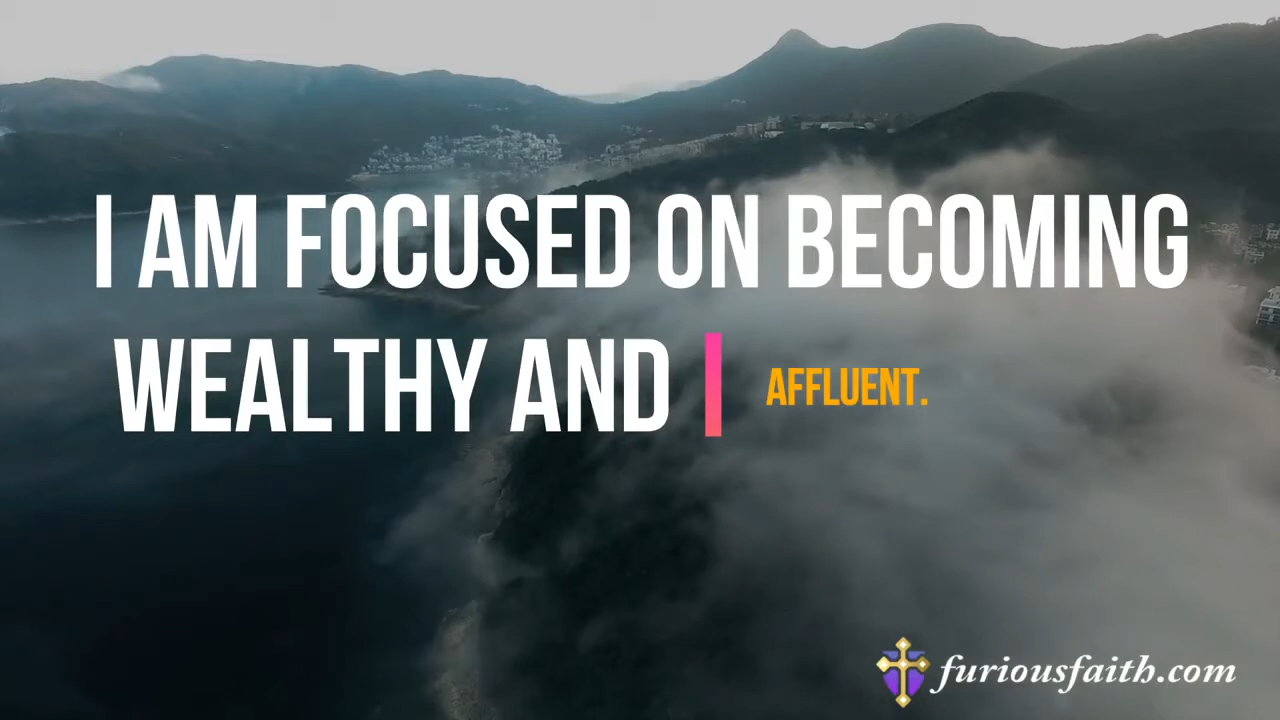 I AM FOCUSED ON BECOMING
WEALTHY AND AFFLUENT.
furiousfaith.com